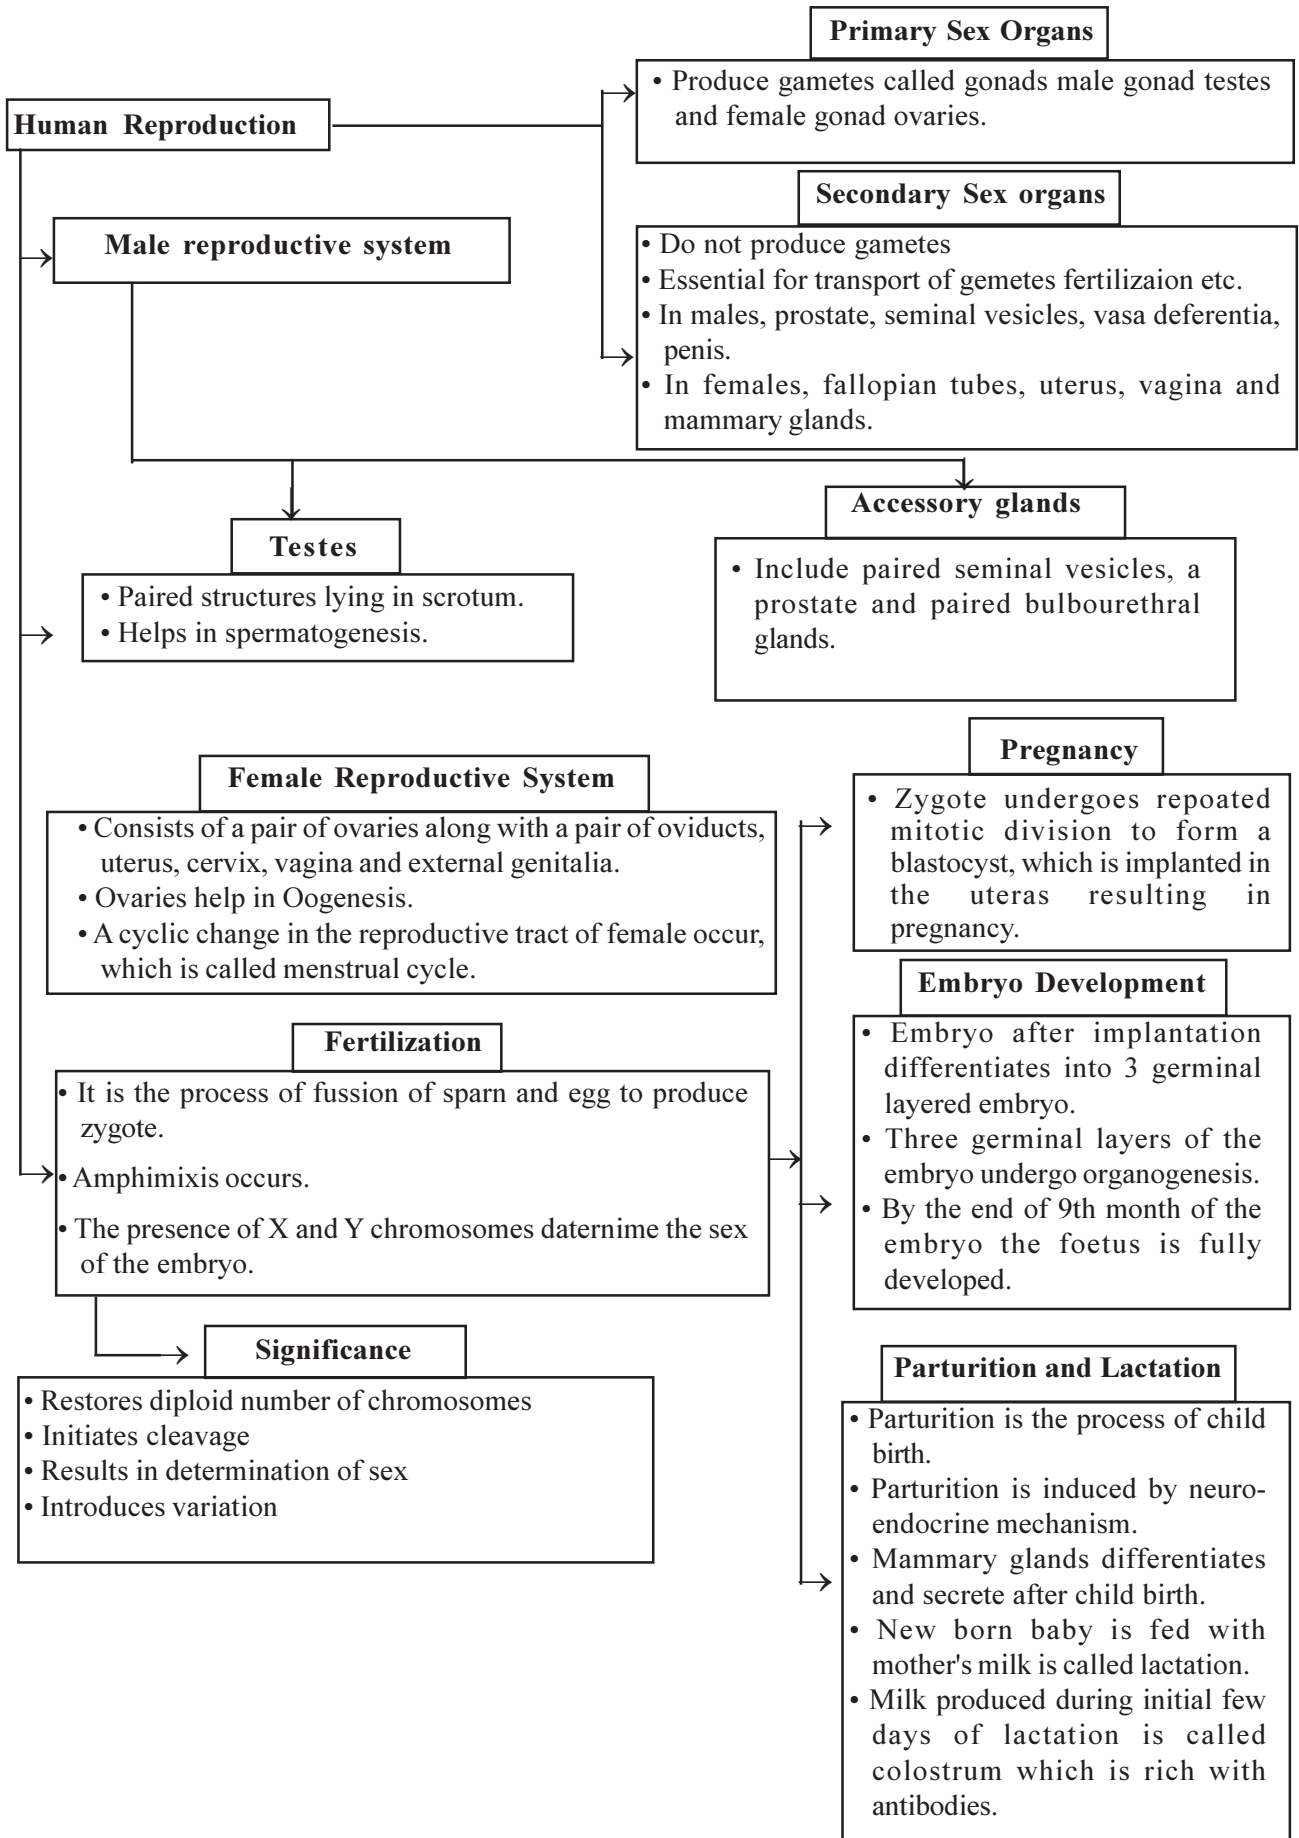 Primary Sex Organs
• Produce gametes called gonads male gonad testes
and female gonad ovaries.
Human Reproduction
Secondary Sex organs
• Do not produce gametes
• Essential for transport of gemetes fertilizaion etc.
• In males, prostate, seminal vesicles, vasa deferentia,
penis.
• In females, fallopian tubes, uterus, vagina and
mammary glands.
Male reproductive system
Testes
• Paired structures lying in scrotum.
• Helps in spermatogenesis.
Accessory glands
• Include paired seminal vesicles, a
prostate and paired bulbourethral
glands.
Female Reproductive System
• Consists of a pair of ovaries along with a pair of oviducts,
uterus, cervix, vagina and external genitalia.
• Ovaries help in Oogenesis.
• A cyclic change in the reproductive tract of female occur,
which is called menstrual cycle.
Fertilization
• It is the process of fussion of sparn and egg to produce
zygote.
• Amphimixis occurs.
• The presence of X and Y chromosomes daternime the sex
of the embryo.
Significance
• Restores diploid number of chromosomes
• Initiates cleavage
• Results in determination of sex
• Introduces variation
Pregnancy
• Zygote undergoes repoated
mitotic division to form a
blastocyst, which is implanted in
the uteras resulting in
pregnancy.
Embryo Development
• Embryo after implantation
differentiates into 3 germinal
layered embryo.
• Three germinal layers of the
embryo undergo organogenesis.
• By the end of 9th month of the
embryo the foetus is fully
developed.
Parturition and Lactation
• Parturition is the process of child
birth.
• Parturition is induced by neuro-
endocrine mechanism.
• Mammary glands differentiates
and secrete after child birth.
• New born baby is fed with
mother's milk is called lactation.
• Milk produced during initial few
days of lactation is called
colostrum which is rich with
antibodies.